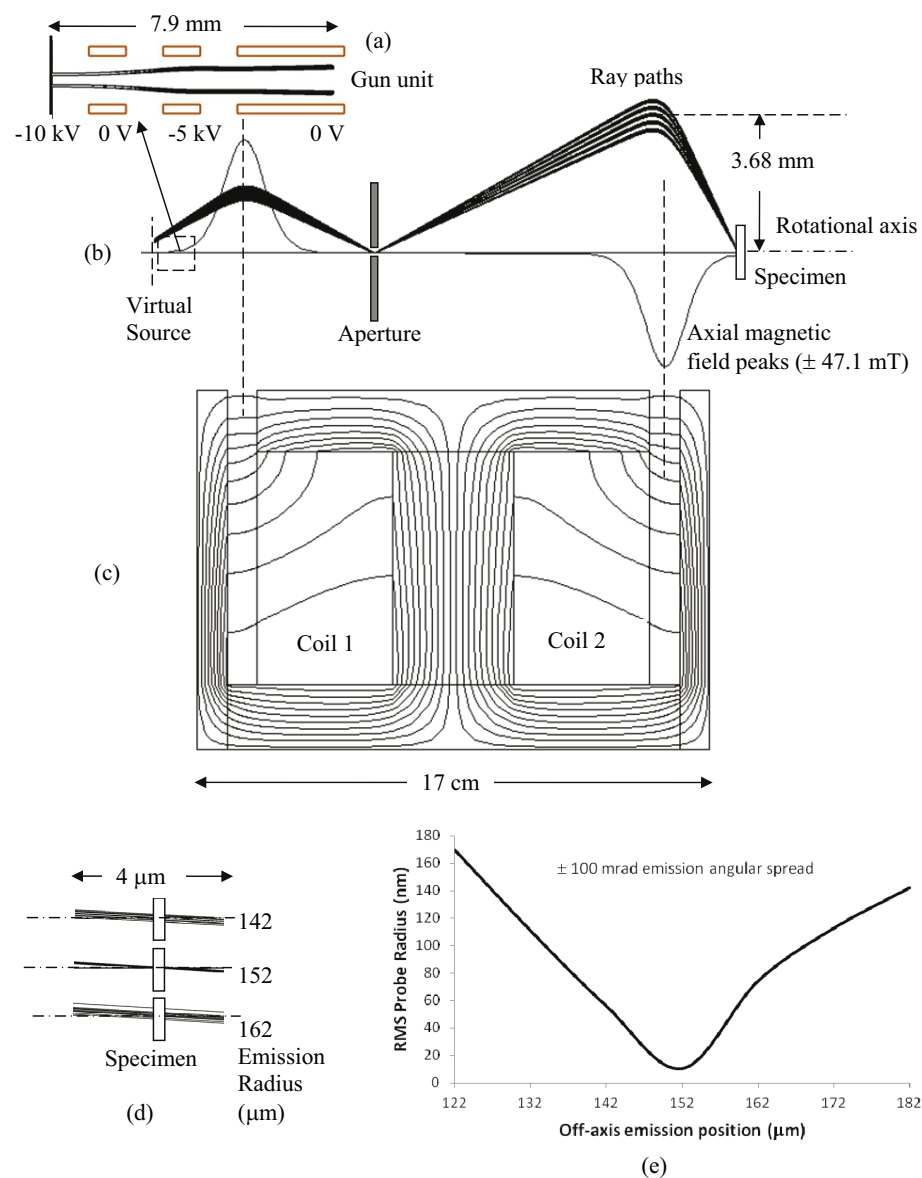 7.9 mm
(a)
Gun unit
-10 kV
0 V
-5 kV
0 V
Ray paths
3.68 mm
Rotational axis
(b)
Specimen
Virtual
Source
Aperture
Axial magnetic
field peaks (± 47.1 mT)
(c)
Coil 1
Coil 2
17 cm
4 μm
142
152
162
Specimen
Emission
Radius
(μm)
(d)
180
160
140
120
100
80
60
40
20
0
RMS Probe Radius (nm)
± 100 mrad emission angular spread
122
132
142
152
162
172
182
Off-axis emission position (μm)
(e)